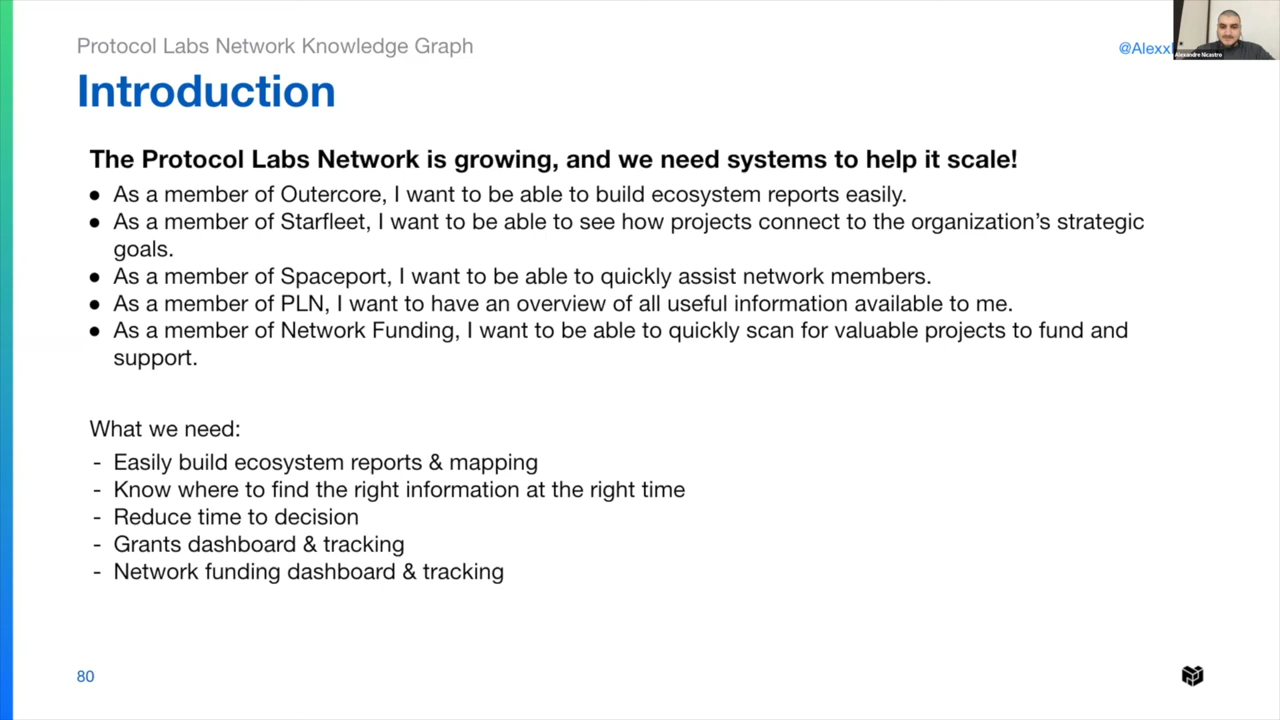 Protocol Labs Network Knowledge Graph
@Alexx
Alexandre Nicastro
Introduction
The Protocol Labs Network is growing, and we need systems to help it scale!
● As a member of Outercore, I want to be able to build ecosystem reports easily.
● As a member of Starfleet, I want to be able to see how projects connect to the organization’s strategic
goals.
● As a member of Spaceport, I want to be able to quickly assist network members.
● As a member of PLN, I want to have an overview of all useful information available to me.
● As a member of Network Funding, I want to be able to quickly scan for valuable projects to fund and
support.
What we need:
- Easily build ecosystem reports & mapping
- Know where to find the right information at the right time
- Reduce time to decision
- Grants dashboard & tracking
- Network funding dashboard & tracking
80